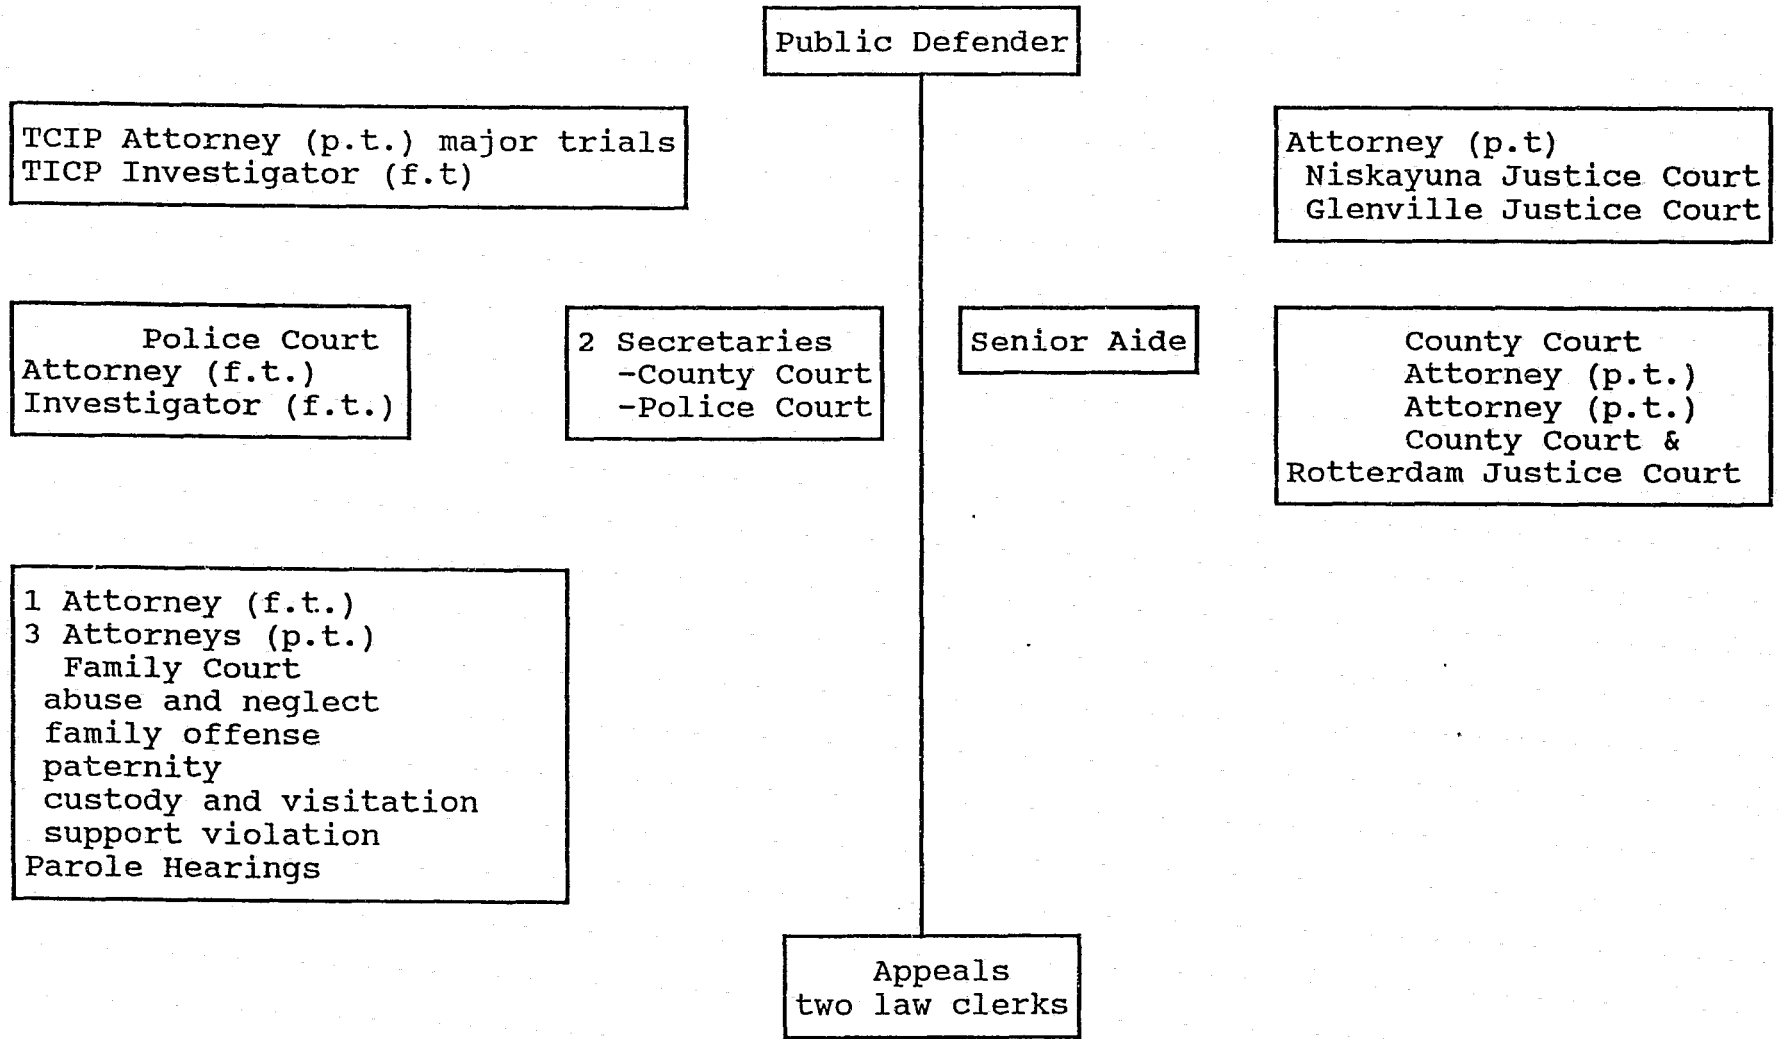 Public Defender
TCIP Attorney (p.t.) major trials
TICP Investigator (f.t)
Attorney (p.t)
Niskayuna Justice Court
Glenville Justice Court
Police Court
Attorney (f.t.)
Investigator (f.t.)
2 Secretaries
-County Court
-Police Court
Senior Aide
County Court
Attorney (p.t.)
Attorney (p.t.)
County Court &
Rotterdam Justice Court
1 Attorney (f.t.)
3 Attorneys (p.t.)
Family Court
abuse and neglect
family offense
paternity
custody and visitation
support violation
Parole Hearings
Appeals
two law clerks